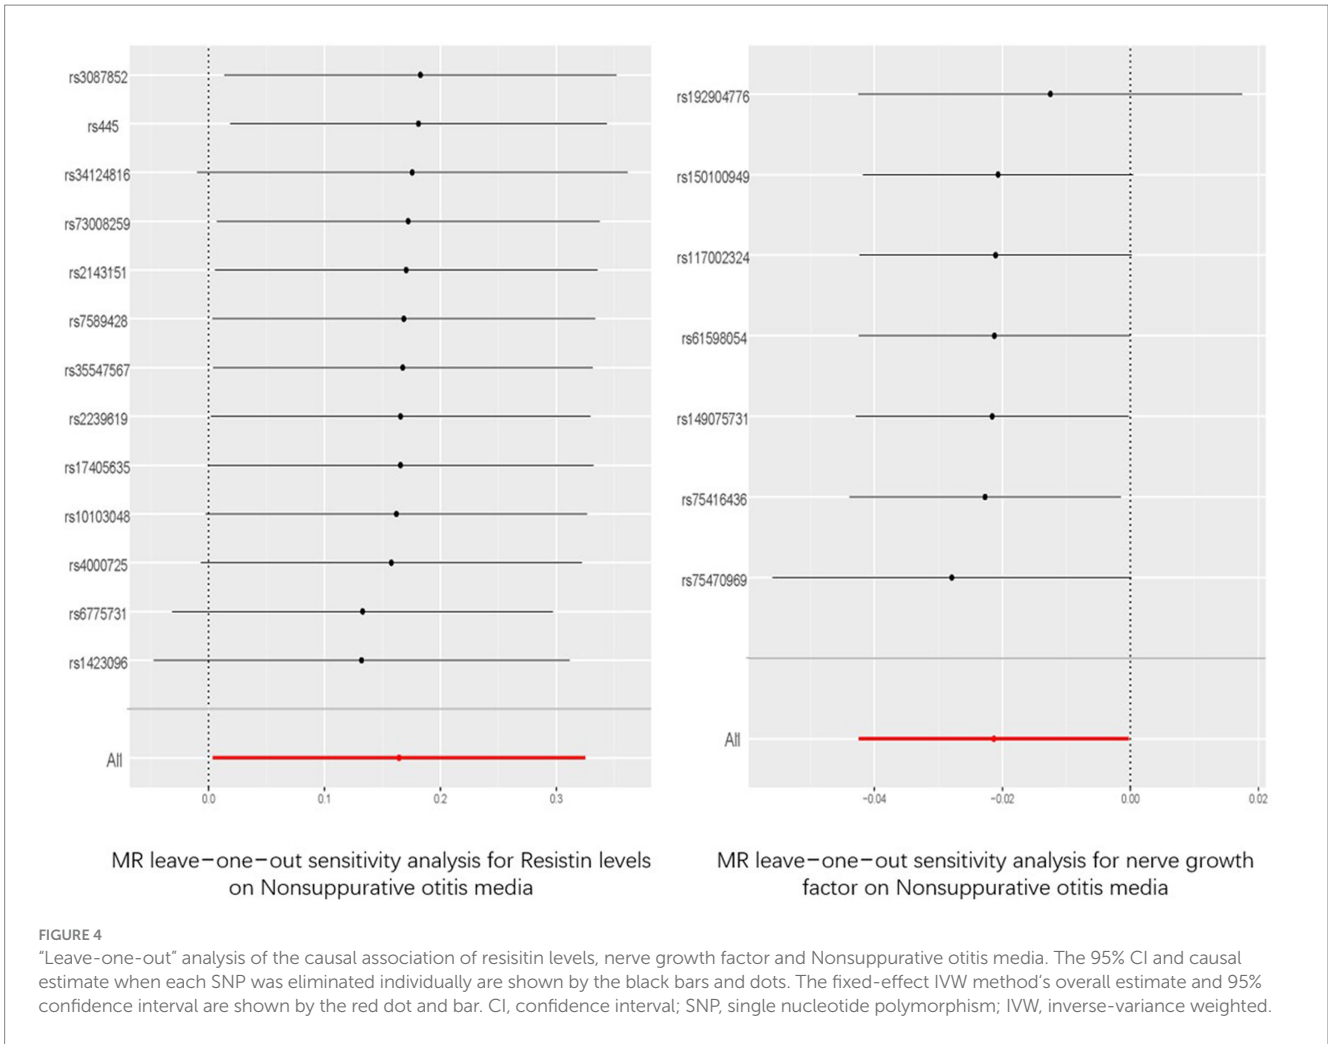 rs3087852
rs445
rs34124816
rs73008259
rs2143151
rs7589428
rs35547567
rs2239619
rs17405635
rs10103048
rs4000725
rs6775731
rs1423096
All
0.0 0.1 0.2 0.3
MR leave-one-out sensitivity analysis for Resistin levels
on Nonsuppurative otitis media
rs192904776
rs150100949
rs117002324
rs61598054
rs149075731
rs75416436
rs75470969
All
-0.04 -0.02 0.00 0.02
MR leave-one-out sensitivity analysis for nerve growth
factor on Nonsuppurative otitis media
FIGURE 4
"Leave-one-out" analysis of the causal association of resisitin levels, nerve growth factor and Nonsuppurative otitis media. The 95% CI and causal
estimate when each SNP was eliminated individually are shown by the black bars and dots. The fixed-effect IVW method's overall estimate and 95%
confidence interval are shown by the red dot and bar. CI, confidence interval; SNP, single nucleotide polymorphism; IVW, inverse-variance weighted.